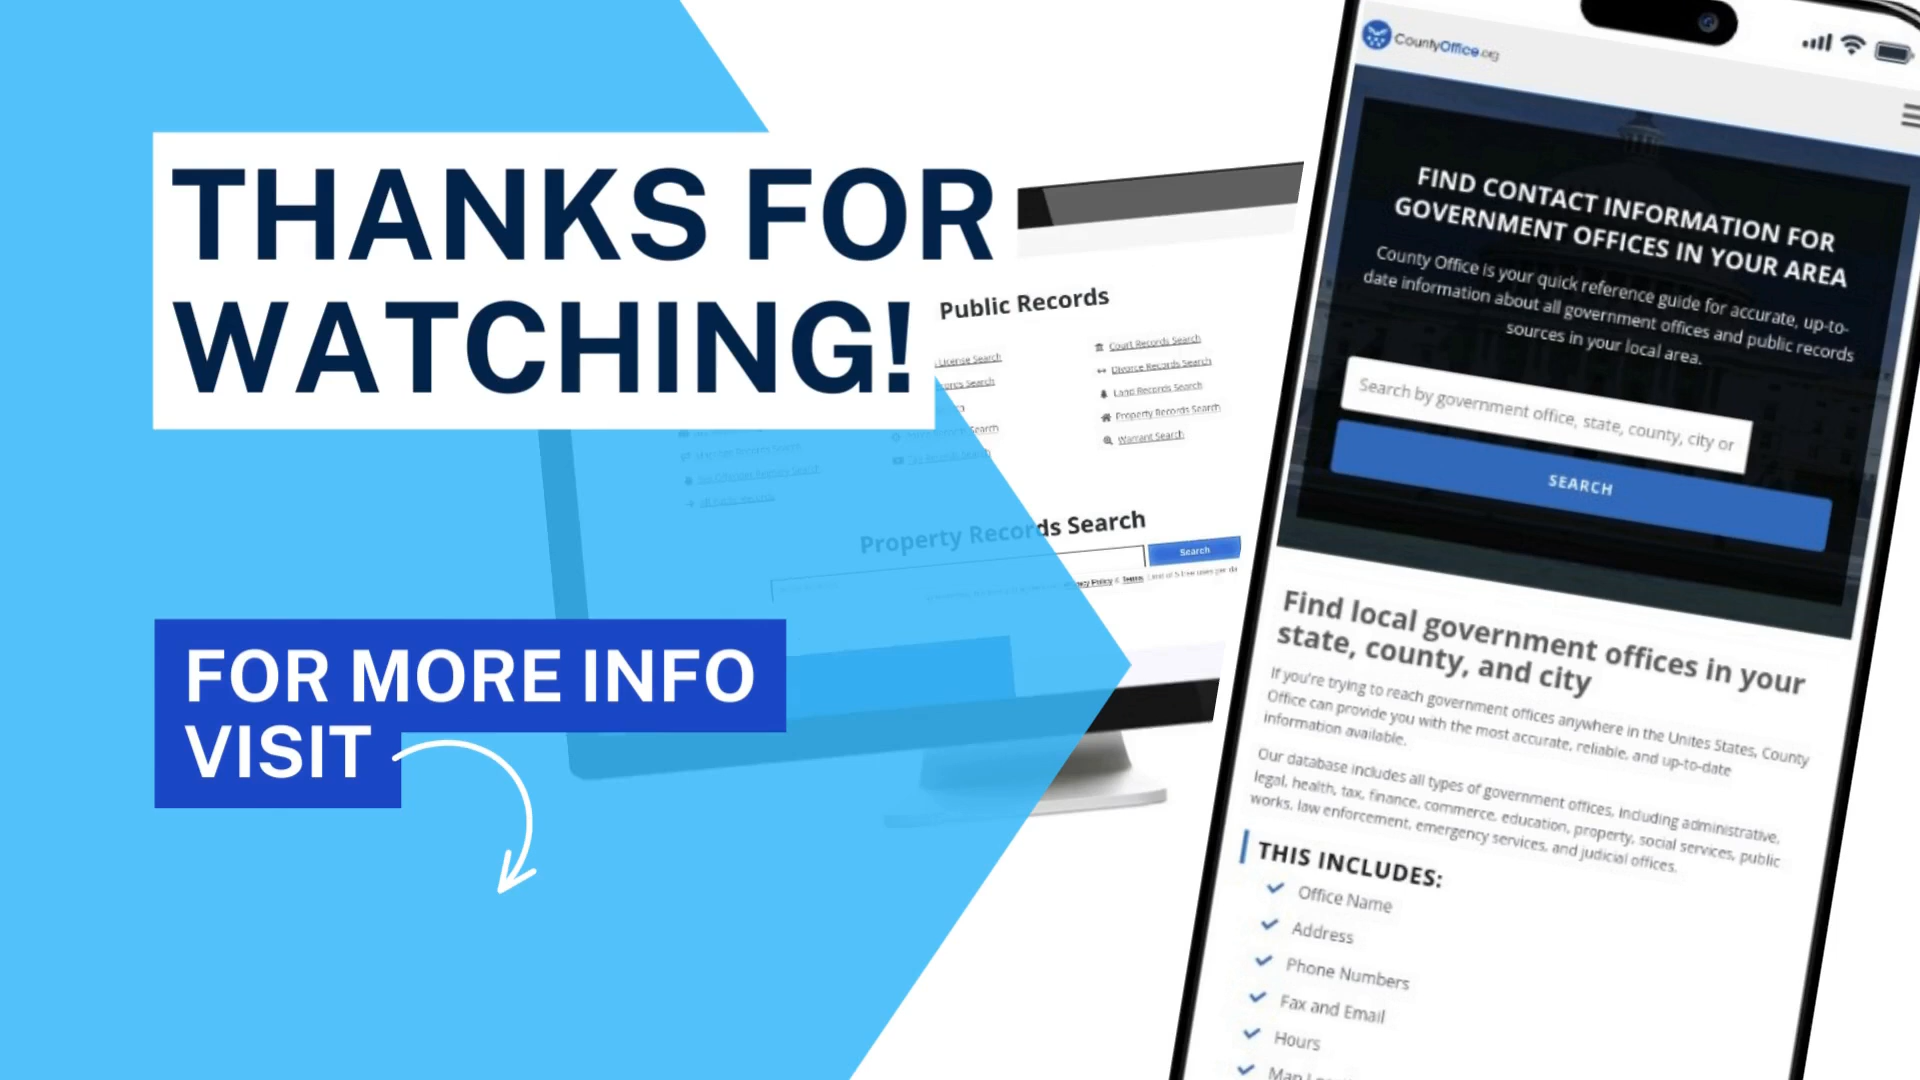 THANKS FOR
WATCHING!
FOR MORE INFO
VISIT
Public Records
License Search
Search
Search
Court Records Search
Divorce Records Search
Land Records Search
Property Records Search
Warrant Search
Property Records Search
Search
CountyOffice.org
FIND CONTACT INFORMATION FOR
GOVERNMENT OFFICES IN YOUR AREA
County Office is your quick reference guide for accurate, up-to-
date information about all government offices and public records
sources in your local area.
Search by government office, state, county, city or
SEARCH
Find local government offices in your
state, county, and city
If you're trying to reach government offices anywhere in the Unites States, County
Office can provide you with the most accurate, reliable, and up-to-date
information available.
Our database includes all types of government offices, including administrative,
legal, health, tax, finance, commerce, education, property, social services, public
works, law enforcement, emergency services, and judicial offices.
THIS INCLUDES:
Office Name
Address
Phone Numbers
Fax and Email
Hours